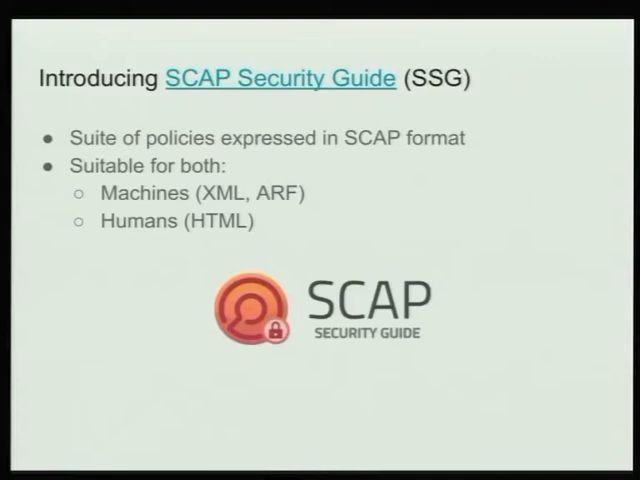 Introducing SCAP Security Guide (SSG)
● Suite of policies expressed in SCAP format
● Suitable for both:
○ Machines (XML, ARF)
○ Humans (HTML)
SCAP
SECURITY GUIDE